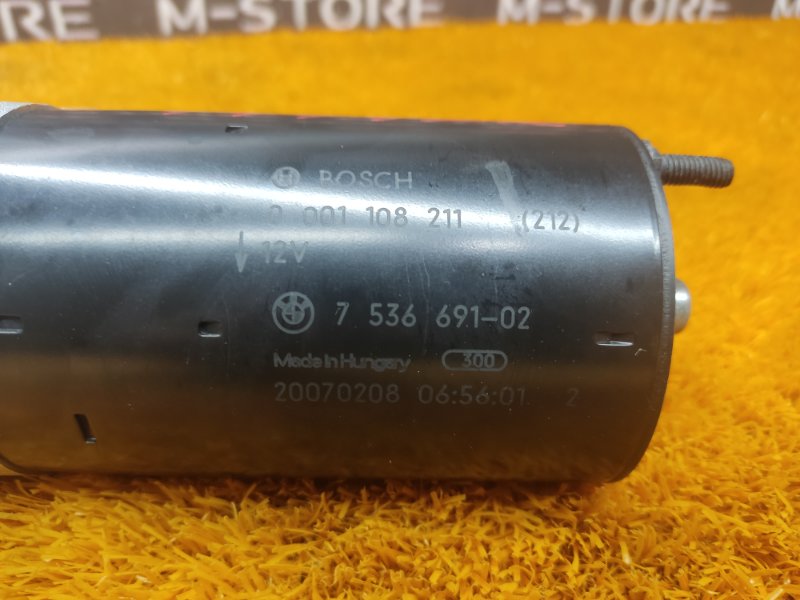 M-STORE M-STORE
BOSCH
0 001 108 211 (212)
12V
7 536 691-02
Made in Hungary 300
20070208 06:56:01 2